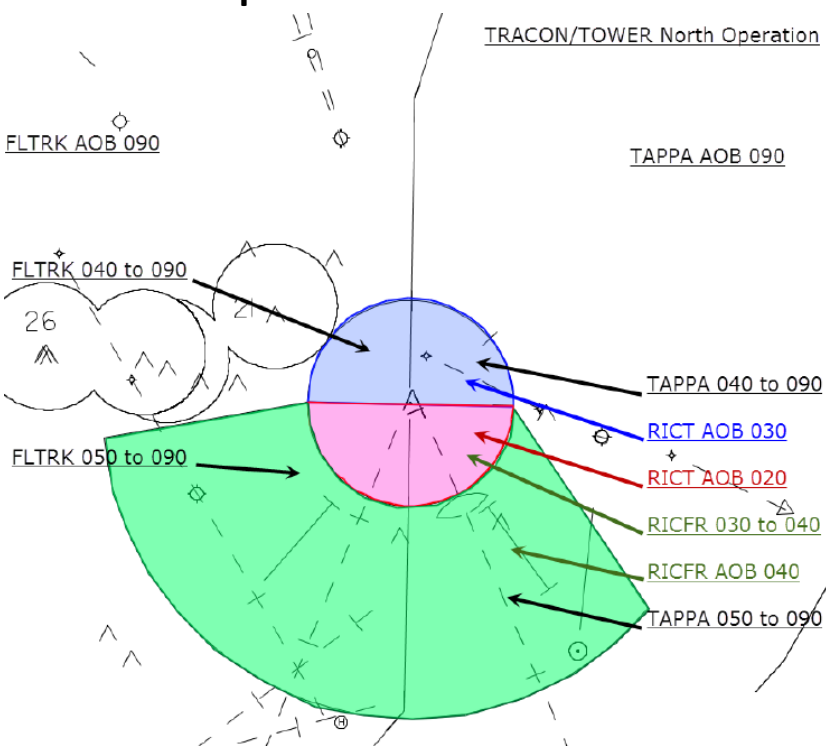 TRACON/TOWER North Operation
FLTRK AOB 090
TAPPA AOB 090
FLTRK 040 to 090
26
21
TAPPA 040 to 090
RICT AOB 030
FLTRK 050 to 090
RICT AOB 020
RICFR 030 to 040
RICFR AOB 040
TAPPA 050 to 090
H